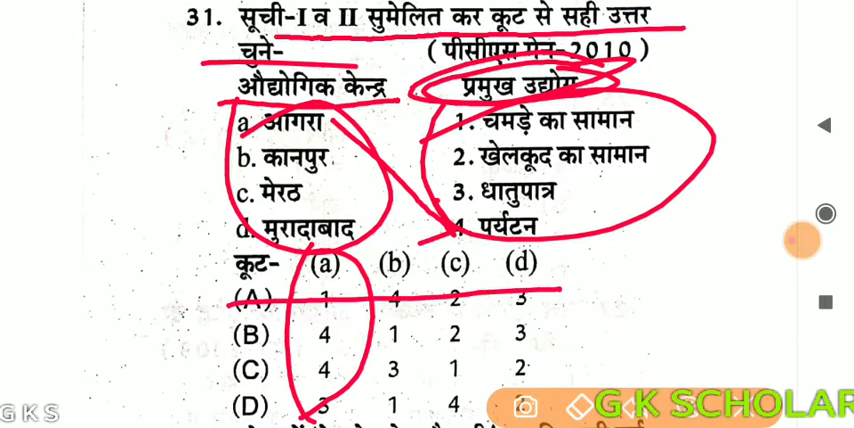 31. सूची-I व II सुमेलित कर कूट से सही उत्तर
चुने- (पीसीएस मेन-2010)
औद्योगिक केन्द्र प्रमुख उद्योग
a. आगरा 1. चमड़े का सामान
b. कानपुर 2. खेलकूद का सामान
c. मेरठ 3. धातुपात्र
d. मुरादाबाद 4. पर्यटन
कूट- (a) (b) (c) (d)
(A) 1 4 2 3
(B) 4 1 2 3
(C) 4 3 1 2
(D) 3 1 4
GKS
GK SCHOLAR